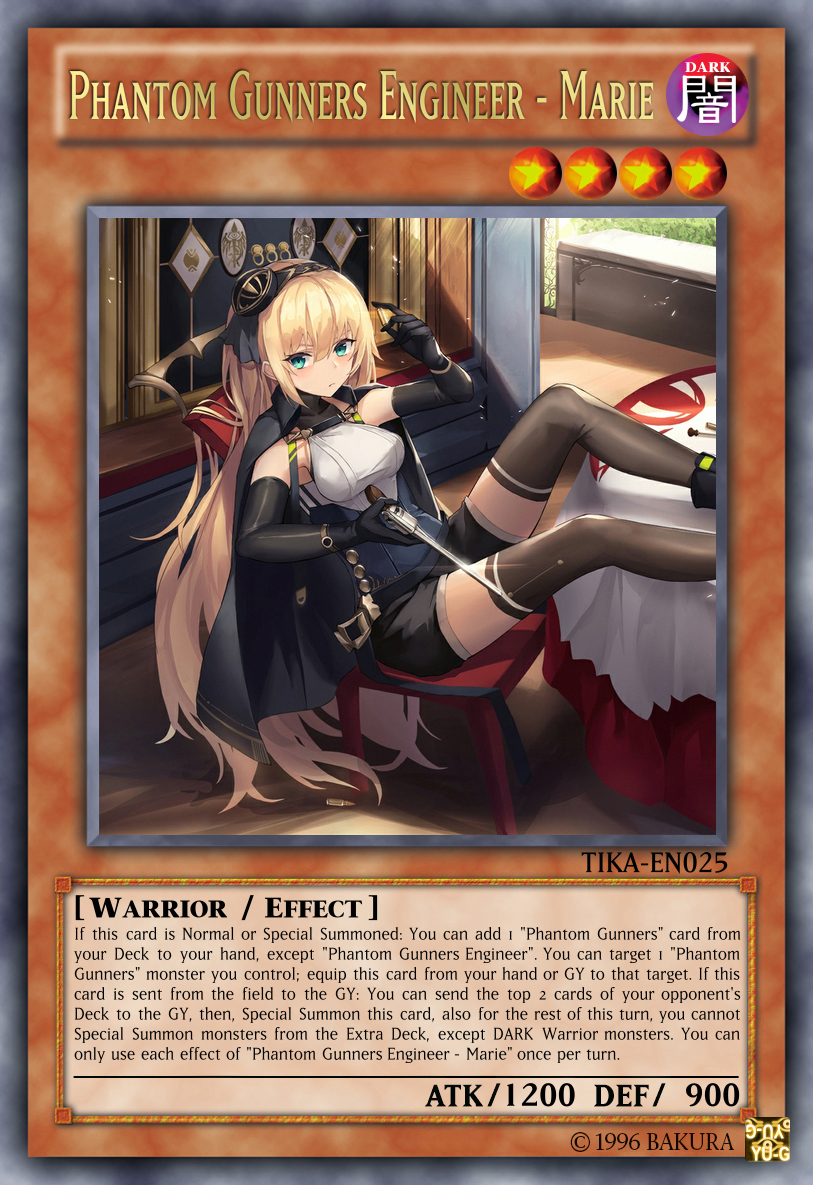 PHANTOM GUNNERS ENGINEER - MARIE
DARK
闇
TIKA-EN025
[ WARRIOR / EFFECT ]
If this card is Normal or Special Summoned: You can add 1 "Phantom Gunners" card from
your Deck to your hand, except "Phantom Gunners Engineer". You can target 1 "Phantom
Gunners" monster you control; equip this card from your hand or GY to that target. If this
card is sent from the field to the GY: You can send the top 2 cards of your opponent's
Deck to the GY, then, Special Summon this card, also for the rest of this turn, you cannot
Special Summon monsters from the Extra Deck, except DARK Warrior monsters. You can
only use each effect of "Phantom Gunners Engineer - Marie" once per turn.
ATK/1200 DEF/ 900
© 1996 BAKURA